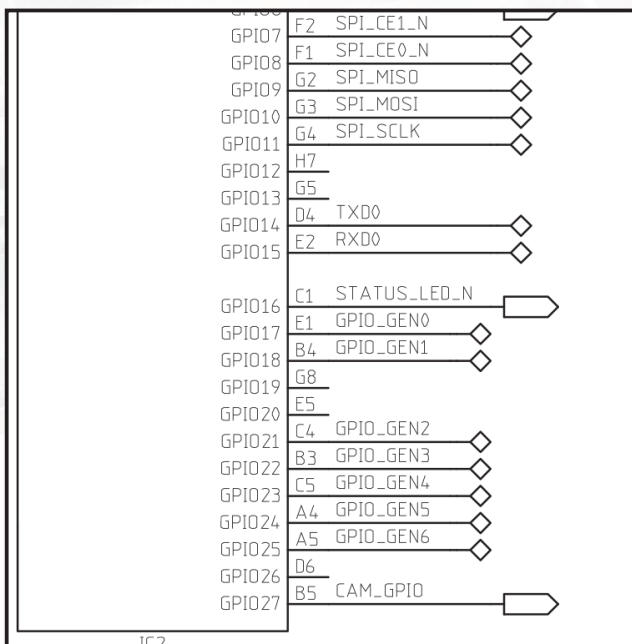 GPIO7 F2 SPI_CE1_N
GPIO8 F1 SPI_CE0_N
GPIO9 G2 SPI_MISO
GPIO10 G3 SPI_MOSI
GPIO11 G4 SPI_SCLK
GPIO12 H7
GPIO13 G5
GPIO14 D4 TXD0
GPIO15 E2 RXD0
GPIO16 C1 STATUS_LED_N
GPIO17 E1 GPIO_GEN0
GPIO18 B4 GPIO_GEN1
GPIO19 G8
GPIO20 E5
GPIO21 C4 GPIO_GEN2
GPIO22 B3 GPIO_GEN3
GPIO23 C5 GPIO_GEN4
GPIO24 A4 GPIO_GEN5
GPIO25 A5 GPIO_GEN6
GPIO26 D6
GPIO27 B5 CAM_GPIO